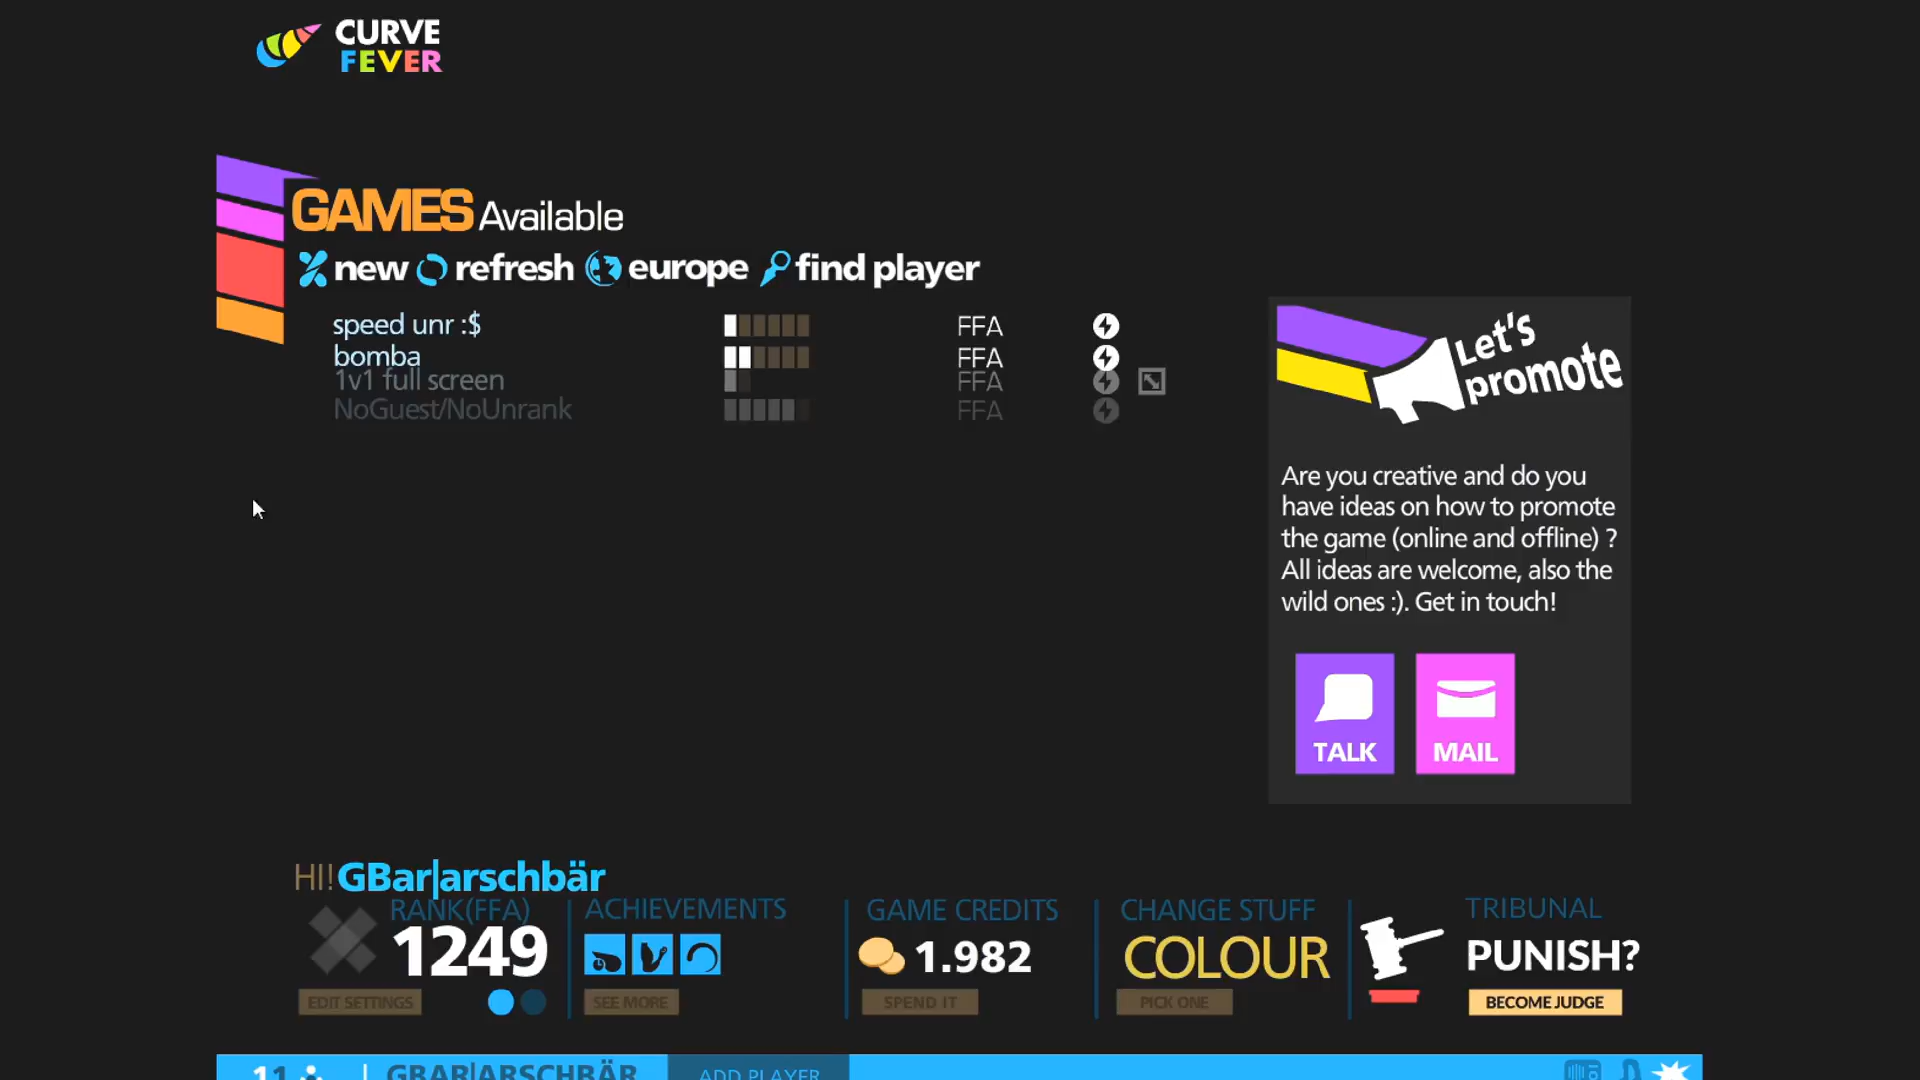 CURVE
FEVER
GAMES Available
new refresh europe find player
speed unr :$ FFA
bomba FFA
1v1 full screen FFA
NoGuest/NoUnrank FFA
Let's
promote
Are you creative and do you
have ideas on how to promote
the game (online and offline) ?
All ideas are welcome, also the
wild ones :). Get in touch!
TALK MAIL
HI! GBar|arschbär
RANK(FFA) ACHIEVEMENTS GAME CREDITS CHANGE STUFF TRIBUNAL
1249 1.982 COLOUR PUNISH?
EDIT SETTINGS SEE MORE SPEND IT PICK ONE BECOME JUDGE
11 | GBAR|ARSCHBÄR ADD PLAYER